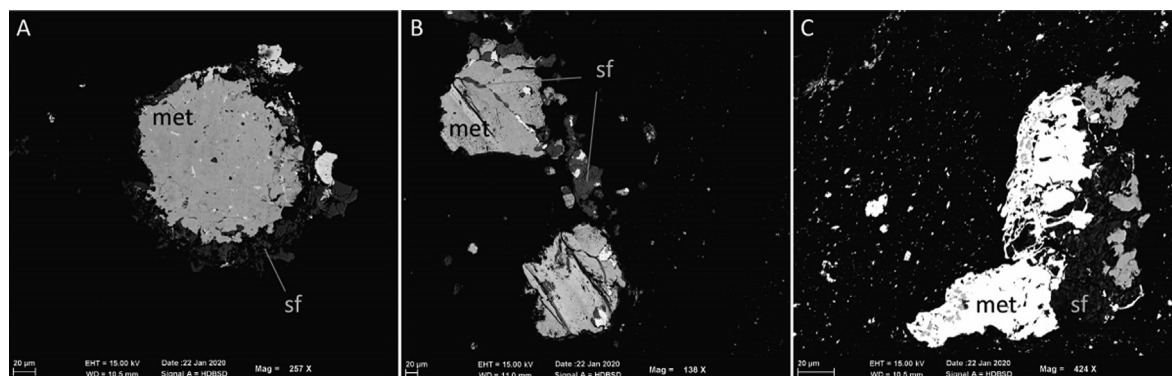 A
met
sf
20 µm
EHT = 15.00 kV
WD = 10.5 mm
Date :22 Jan 2020
Signal A = HDBSD
Mag = 257 X
B
sf
met
20 µm
EHT = 15.00 kV
WD = 11.0 mm
Date :22 Jan 2020
Signal A = HDBSD
Mag = 138 X
C
met
sf
20 µm
EHT = 15.00 kV
WD = 10.5 mm
Date :22 Jan 2020
Signal A = HDBSD
Mag = 424 X